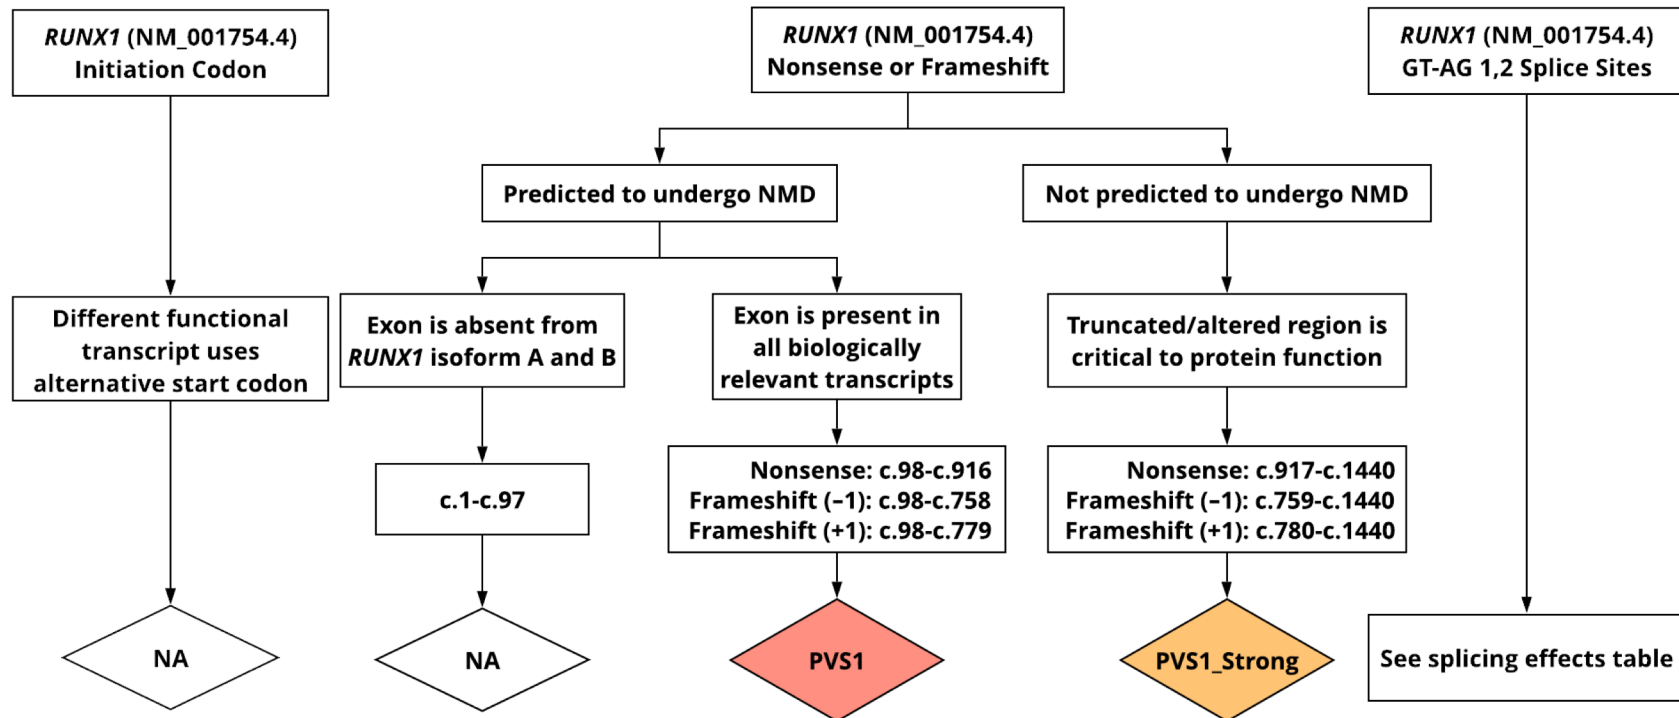 RUNX1 (NM_001754.4)
Initiation Codon
RUNX1 (NM_001754.4)
Nonsense or Frameshift
RUNX1 (NM_001754.4)
GT-AG 1,2 Splice Sites
Predicted to undergo NMD
Not predicted to undergo NMD
Different functional
transcript uses
alternative start codon
Exon is absent from
RUNX1 isoform A and B
Exon is present in
all biologically
relevant transcripts
Truncated/altered region is
critical to protein function
c.1-c.97
Nonsense: c.98-c.916
Frameshift (−1): c.98-c.758
Frameshift (+1): c.98-c.779
Nonsense: c.917-c.1440
Frameshift (−1): c.759-c.1440
Frameshift (+1): c.780-c.1440
NA
NA
PVS1
PVS1_Strong
See splicing effects table